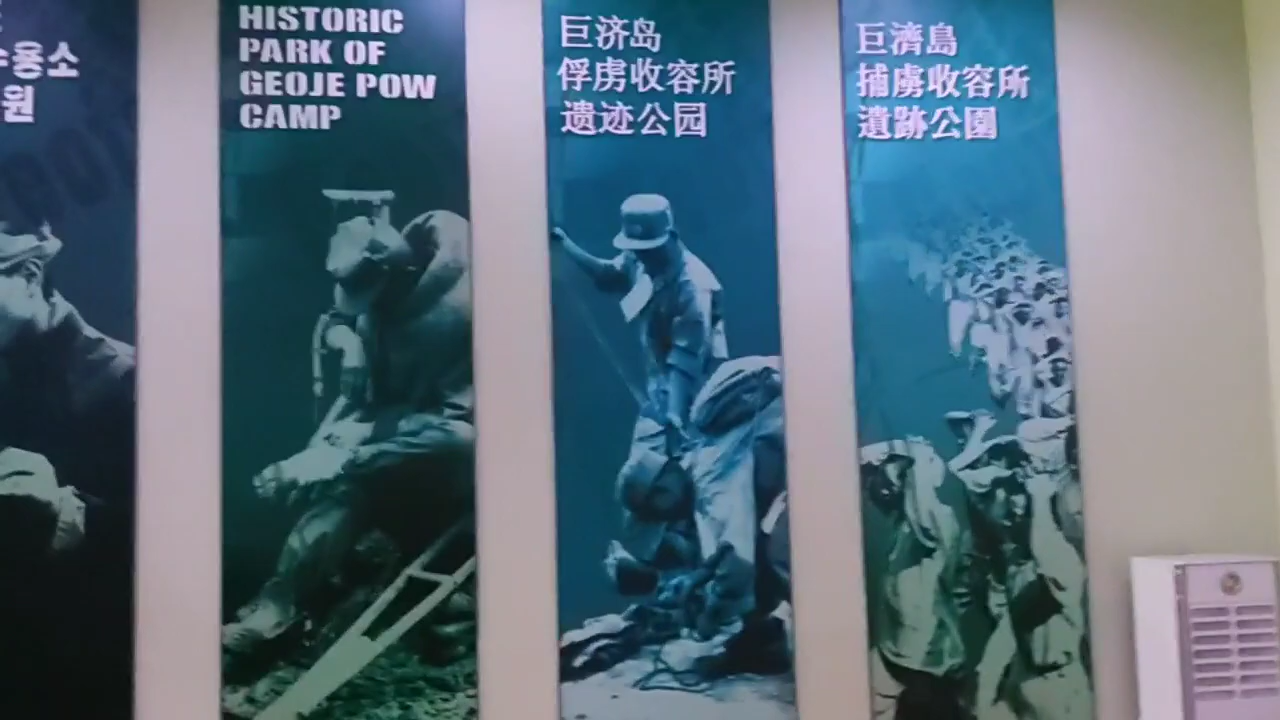 수용소
원
HISTORIC
PARK OF
GEOJE POW
CAMP
巨济岛
俘虏收容所
遗迹公园
巨濟島
捕虜收容所
遺跡公園